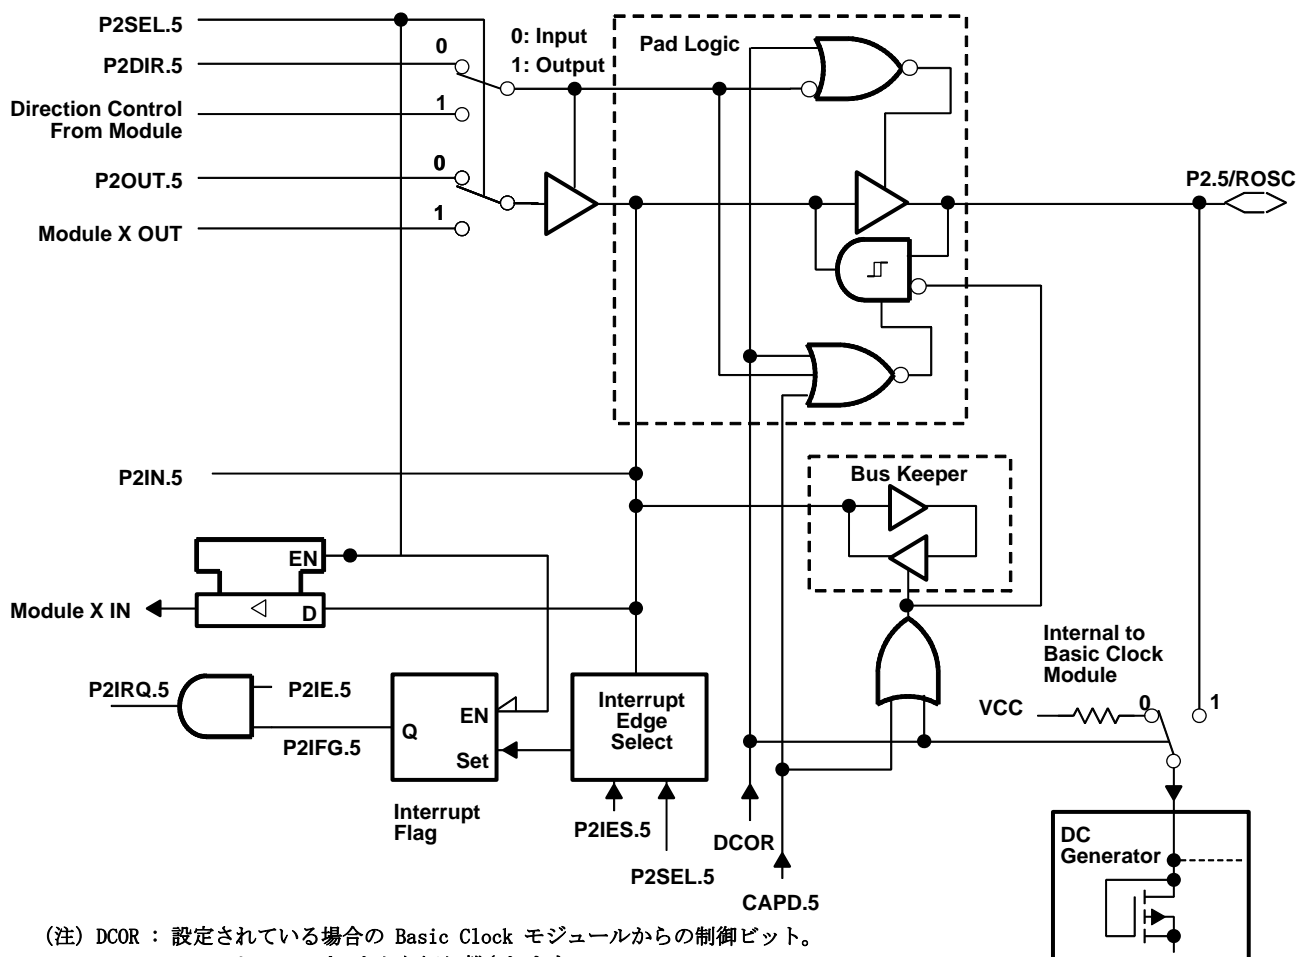 P2SEL.5
0
0: Input
P2DIR.5
1: Output
Pad Logic
Direction Control
From Module
1
P2OUT.5
0
P2.5/ROSC
Module X OUT
1
P2IN.5
Bus Keeper
EN
Module X IN
D
Internal to
Basic Clock
Module
P2IRQ.5
P2IE.5
P2IFG.5
Q
EN
Set
Interrupt
Edge
Select
VCC
0
1
Interrupt
Flag
P2IES.5
P2SEL.5
DCOR
CAPD.5
DC
Generator
(注) DCOR : 設定されている場合の Basic Clock モジュールからの制御ビット。